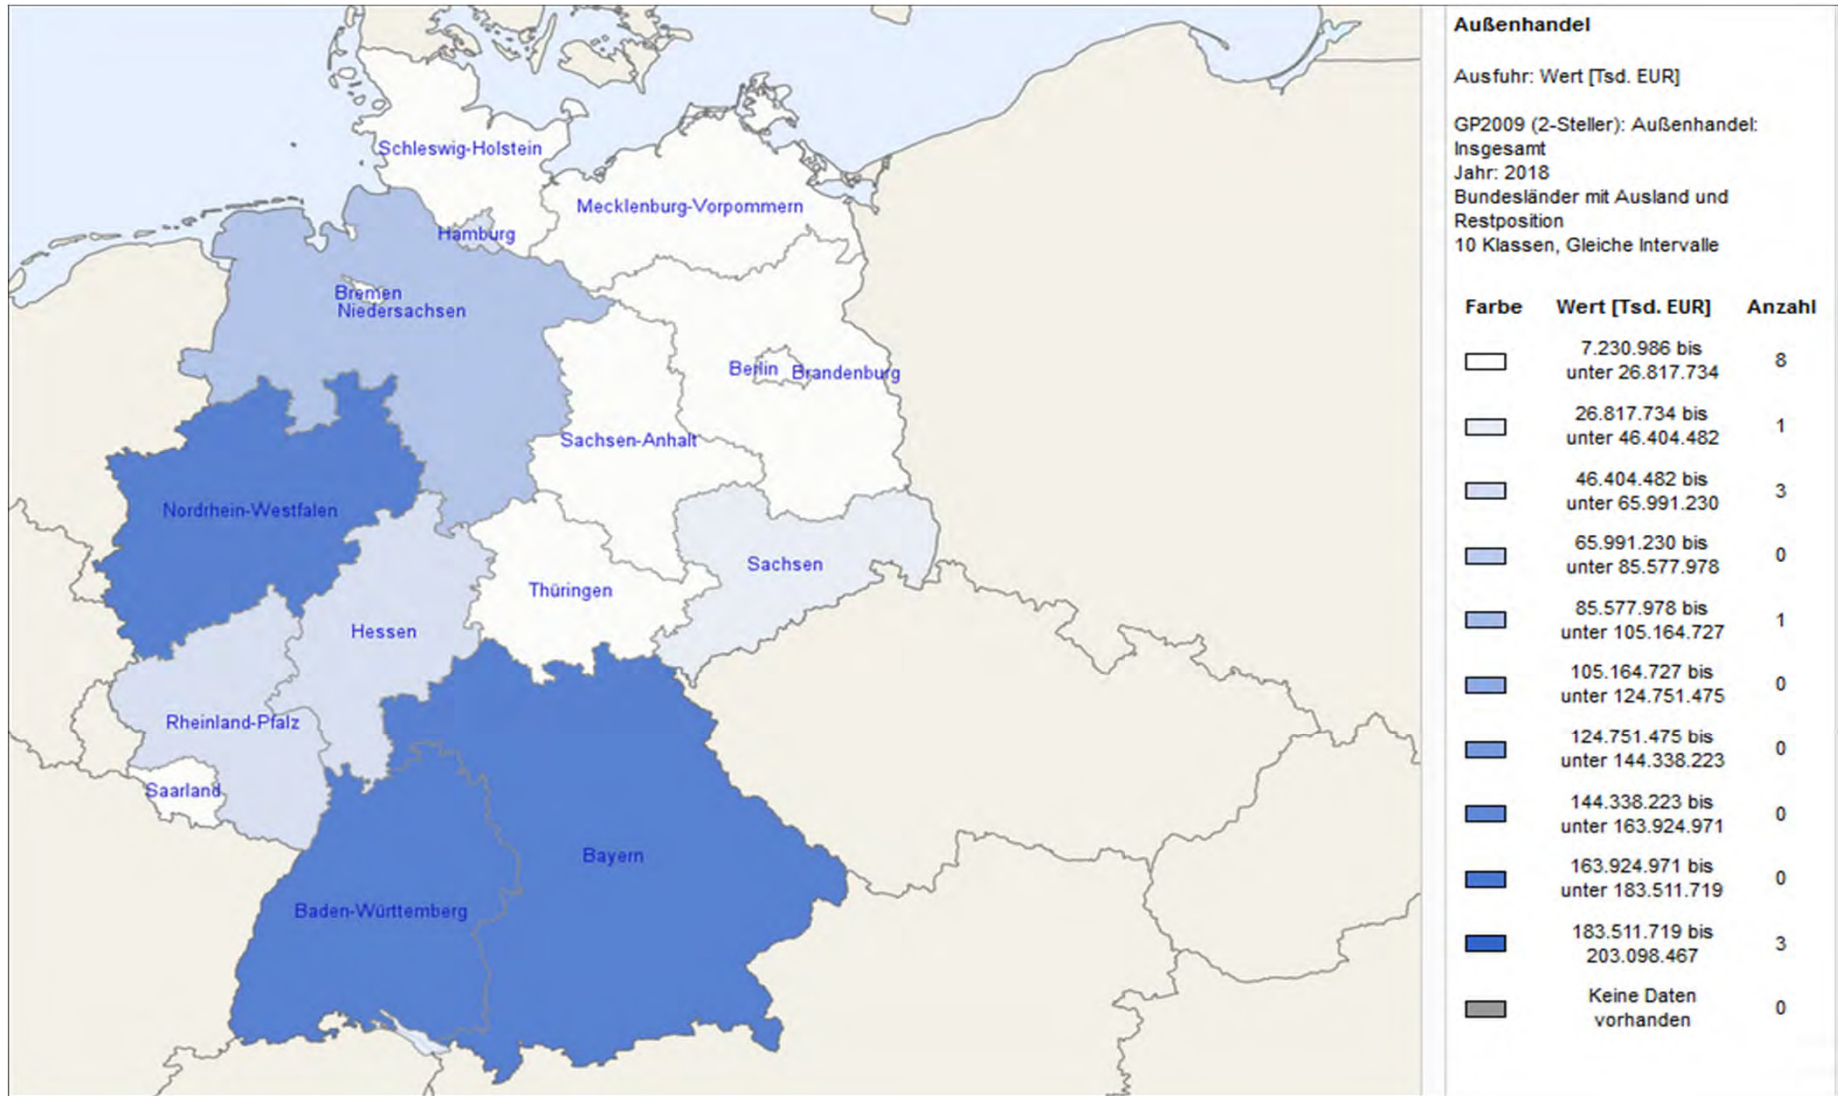 Schleswig-Holstein
Mecklenburg-Vorpommern
Hamburg
Bremen
Niedersachsen
Berlin
Brandenburg
Sachsen-Anhalt
Nordrhein-Westfalen
Sachsen
Thüringen
Hessen
Rheinland-Pfalz
Saarland
Bayern
Baden-Württemberg
Außenhandel
Ausfuhr: Wert [Tsd. EUR]
GP2009 (2-Steller): Außenhandel:
Insgesamt
Jahr: 2018
Bundesländer mit Ausland und
Restposition
10 Klassen, Gleiche Intervalle
Farbe Wert [Tsd. EUR] Anzahl
7.230.986 bis
unter 26.817.734 8
26.817.734 bis
unter 46.404.482 1
46.404.482 bis
unter 65.991.230 3
65.991.230 bis
unter 85.577.978 0
85.577.978 bis
unter 105.164.727 1
105.164.727 bis
unter 124.751.475 0
124.751.475 bis
unter 144.338.223 0
144.338.223 bis
unter 163.924.971 0
163.924.971 bis
unter 183.511.719 0
183.511.719 bis
203.098.467 3
Keine Daten
vorhanden 0